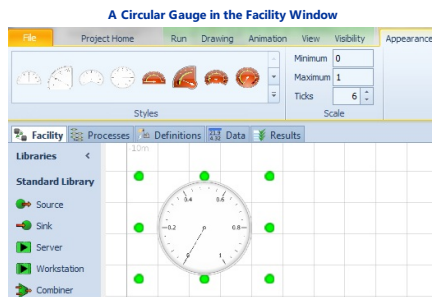 A Circular Gauge in the Facility Window
File Project Home Run Drawing Animation View Visibility Appearance
Minimum 0
Maximum 1
Ticks 6
Styles Scale
Facility Processes Definitions Data Results
Libraries <
10m
Standard Library
Source
Sink
Server
Workstation
Combiner
0.4 0.6
0.2 P 0.8
0 1